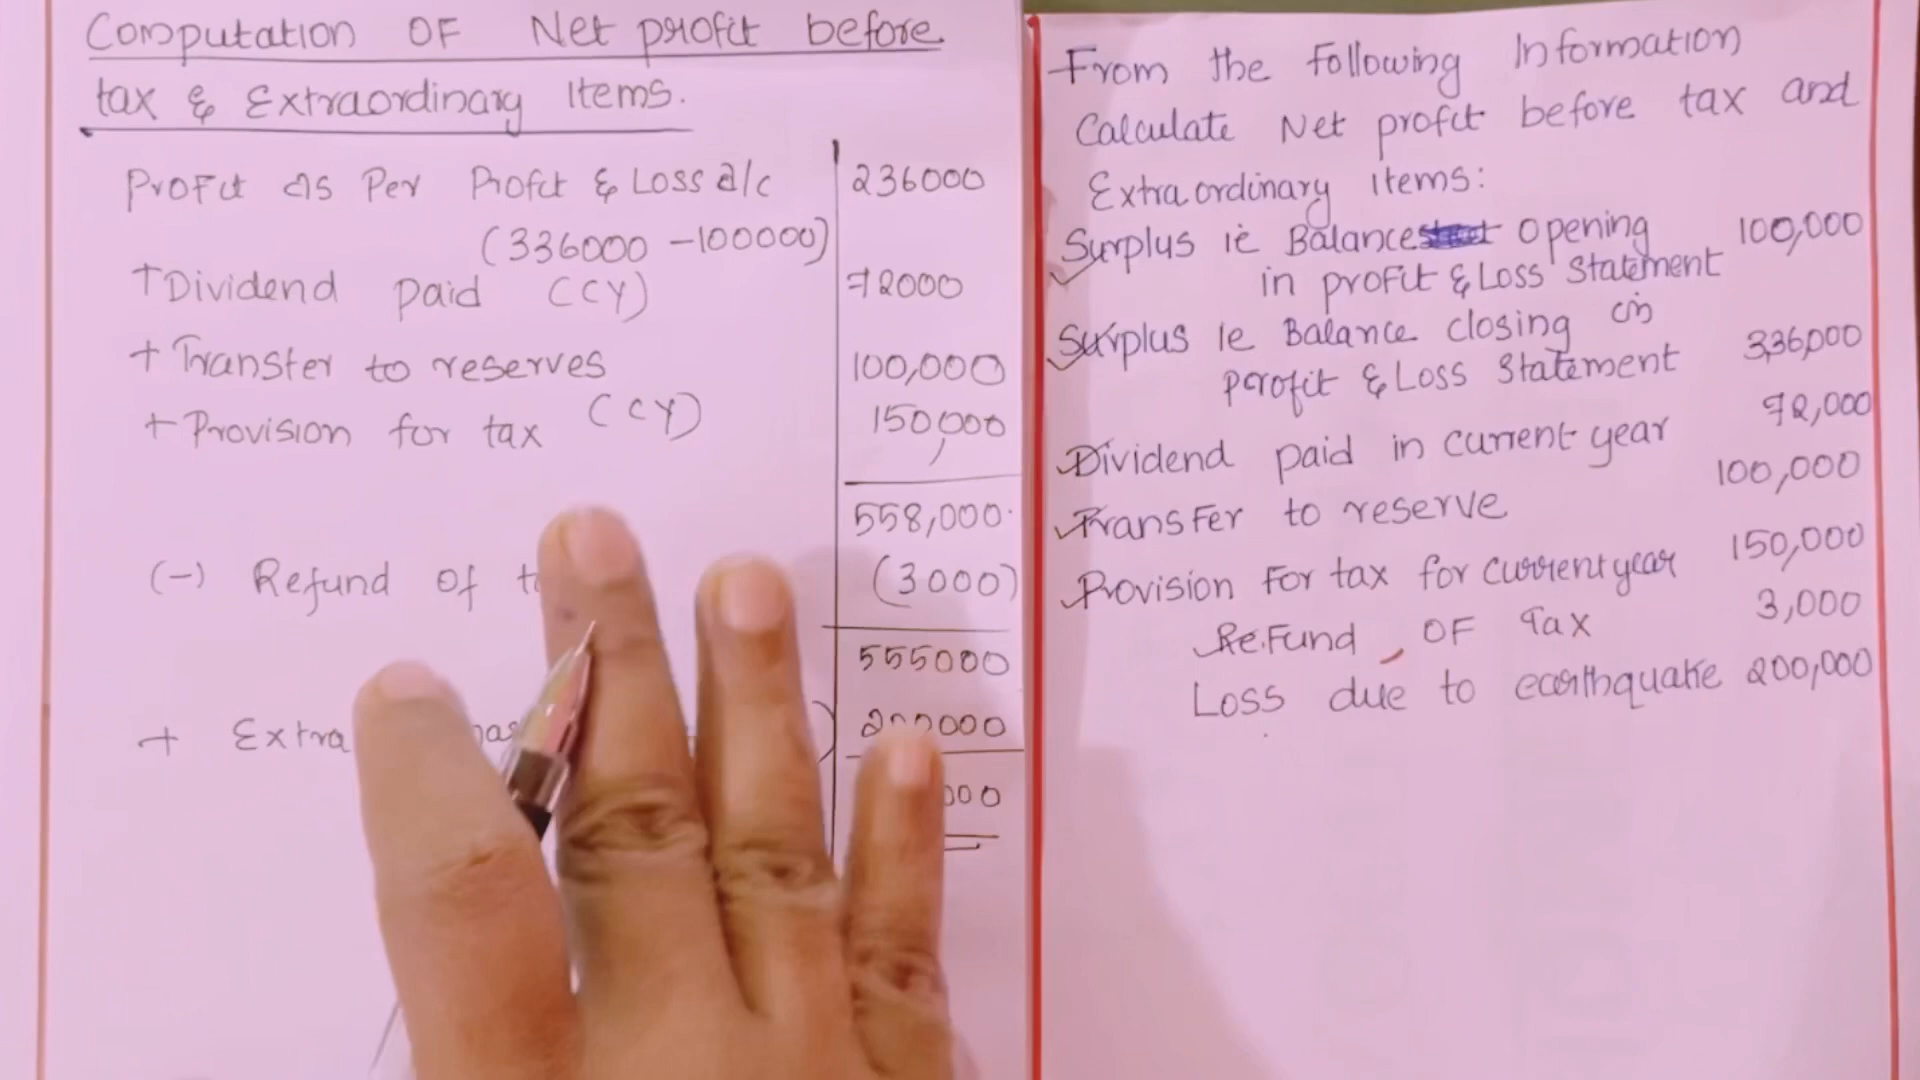 Computation OF Net profit before
tax & Extraordinary Items.
Profit as Per Profit & Loss a/c 236000
(336000 - 100000)
+Dividend paid (CY) 72000
+ Transfer to reserves 100,000
+ Provision for tax (CY) 150,000
558,000
(-) Refund of (3000)
555000
+ 200000
From the following Information
Calculate Net profit before tax and
Extraordinary items:
Surplus ie Balance opening 100,000
in profit & Loss Statement
Surplus ie Balance closing in
profit & Loss Statement 336,000
Dividend paid in current year 72,000
Transfer to reserve 100,000
Provision For tax for current year 150,000
Refund OF Tax 3,000
Loss due to earthquake 200,000